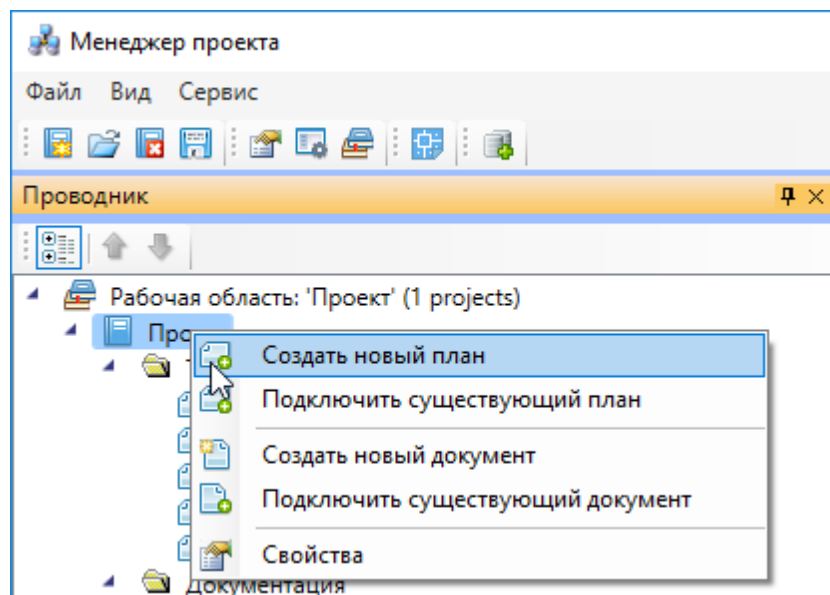 Менеджер проекта
Файл Вид Сервис
Проводник
Рабочая область: 'Проект' (1 projects)
Создать новый план
Подключить существующий план
Создать новый документ
Подключить существующий документ
Свойства
Документация